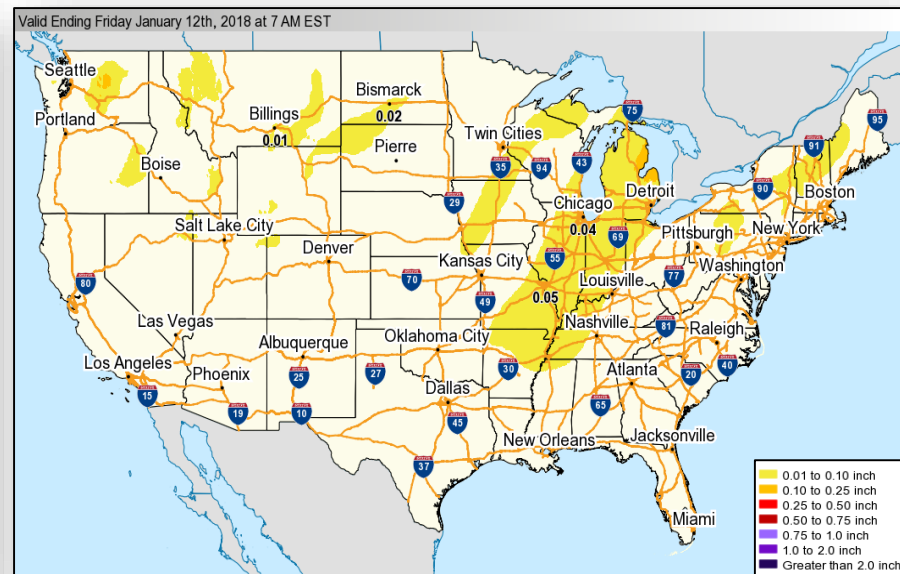 Valid Ending Friday January 12th, 2018 at 7 AM EST
Seattle
Portland
Billings
0.01
Bismarck
0.02
Pierre
Twin Cities
75
95
91
35
94
43
Boise
29
90
Boston
Detroit
Chicago
0.04
Salt Lake City
69
Pittsburgh
New York
Denver
55
Kansas City
Washington
80
70
Louisville
77
49
0.05
Las Vegas
Nashville
81
Raleigh
Albuquerque
Oklahoma City
Los Angeles
Phoenix
25
27
30
Atlanta
20
40
15
Dallas
19
10
45
65
New Orleans
Jacksonville
37
Miami
0.01 to 0.10 inch
0.10 to 0.25 inch
0.25 to 0.50 inch
0.50 to 0.75 inch
0.75 to 1.0 inch
1.0 to 2.0 inch
Greater than 2.0 inch